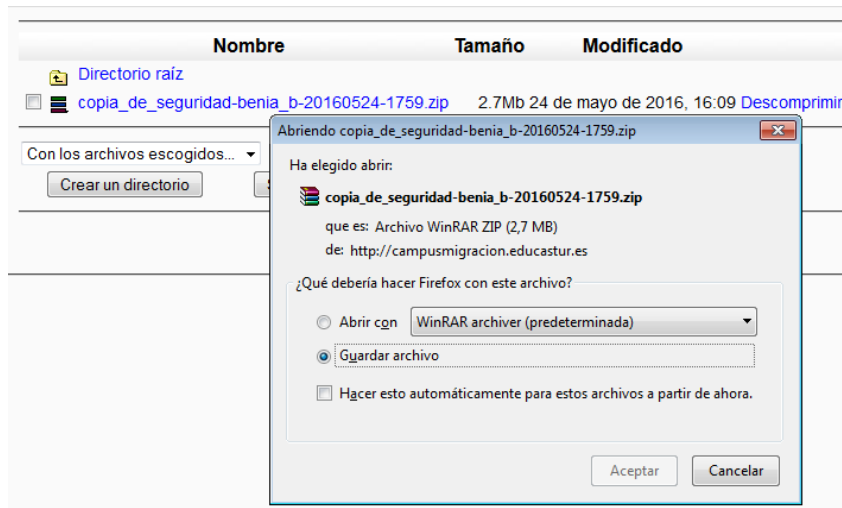 Nombre Tamaño Modificado
Directorio raíz
copia_de_seguridad-benia_b-20160524-1759.zip 2.7Mb 24 de mayo de 2016, 16:09 Descomprimir
Abriendo copia_de_seguridad-benia_b-20160524-1759.zip
Con los archivos escogidos...
Crear un directorio
Ha elegido abrir:
copia_de_seguridad-benia_b-20160524-1759.zip
que es: Archivo WinRAR ZIP (2,7 MB)
de: http://campusmigracion.educastur.es
¿Qué debería hacer Firefox con este archivo?
Abrir con WinRAR archiver (predeterminada)
Guardar archivo
Hacer esto automáticamente para estos archivos a partir de ahora.
Aceptar Cancelar